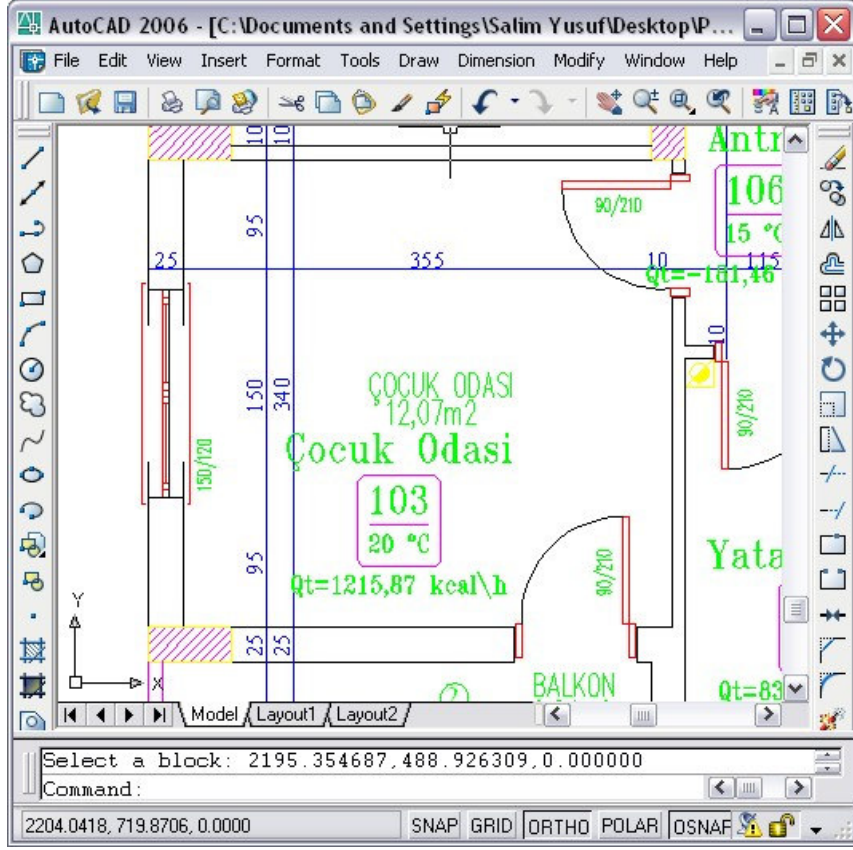 AutoCAD 2006 - [C:\Documents and Settings\Salim Yusuf\Desktop\P...
File Edit View Insert Format Tools Draw Dimension Modify Window Help
10 10
Antr
106
15 °C
90/210
95
25 355 10 115
Qt=-181,46
10
150 340
ÇOCUK ODASI
12,07m2
Çocuk Odasi
103
20 °C
Qt=1215,87 kcal\h
150/120
90/210
90/210
95
Yata
25 25
Y
X
2
BALKON
Qt=83
Model Layout1 Layout2
Select a block: 2195.354687,488.926309,0.000000
Command:
2204.0418, 719.8706, 0.0000 SNAP GRID ORTHO POLAR OSNAP